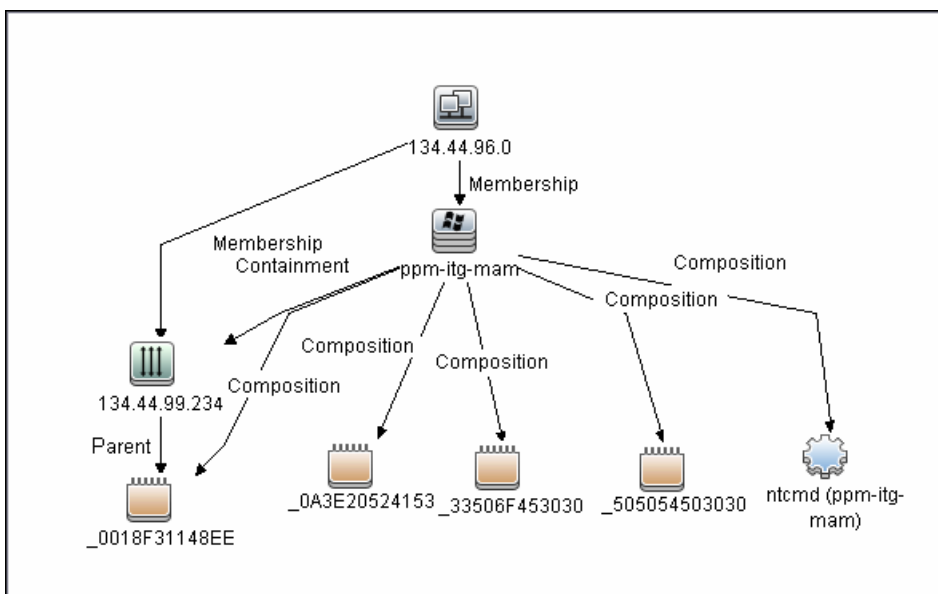 134.44.96.0
Membership
Membership
Containment
ppm-itg-mam
Composition
Composition
Composition
Composition
Composition
134.44.99.234
Parent
_0018F31148EE
_0A3E20524153
_33506F453030
_505054503030
ntcmd (ppm-itg-
mam)